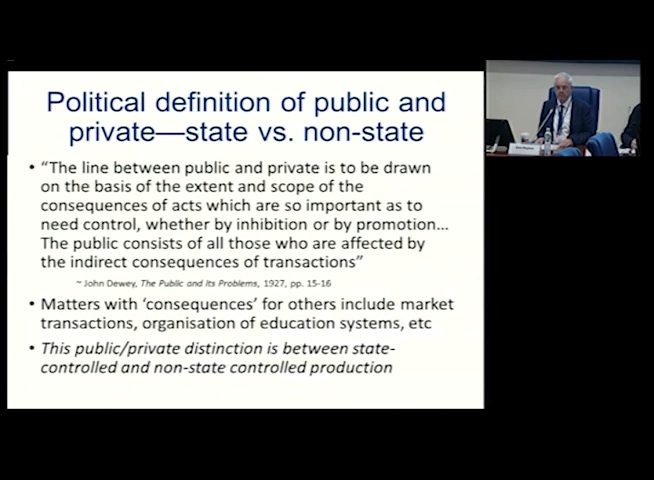 Political definition of public and
private—state vs. non-state
• “The line between public and private is to be drawn
on the basis of the extent and scope of the
consequences of acts which are so important as to
need control, whether by inhibition or by promotion...
The public consists of all those who are affected by
the indirect consequences of transactions”
~ John Dewey, The Public and Its Problems, 1927, pp. 15-16
• Matters with ‘consequences’ for others include market
transactions, organisation of education systems, etc
• This public/private distinction is between state-
controlled and non-state controlled production